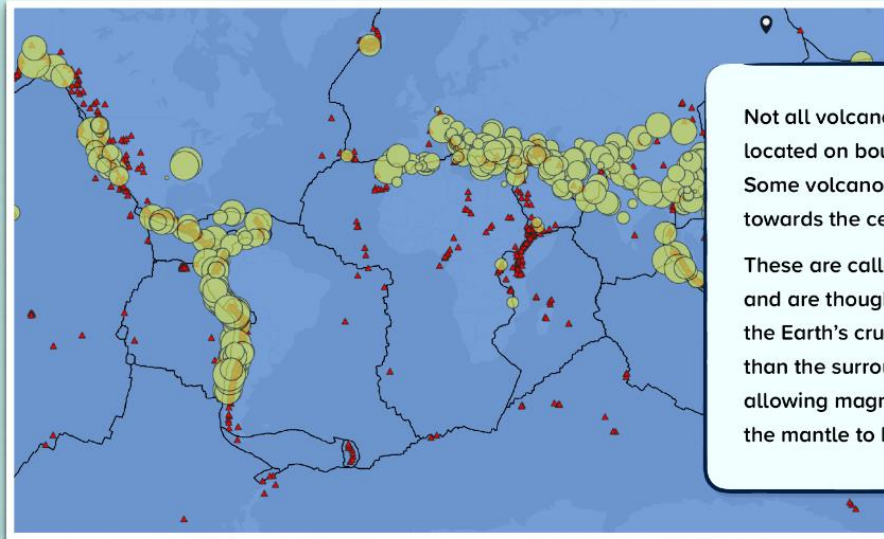 Not all volcano
located on bou
Some volcano
towards the ce
These are call
and are though
the Earth's cru
than the surrou
allowing magm
the mantle to